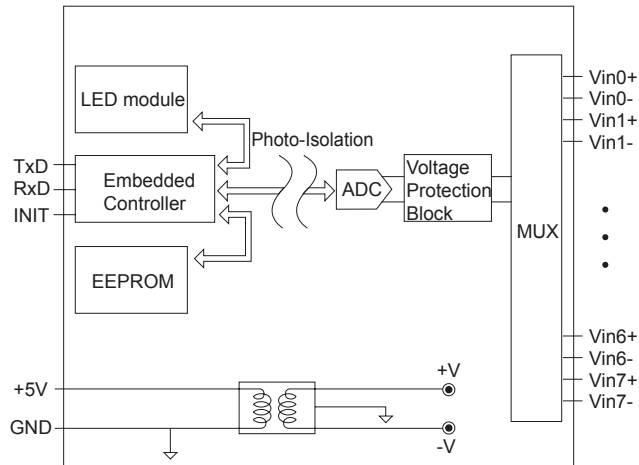 LED module
Photo-Isolation
TxD
RxD
INIT
Embedded
Controller
EEPROM
ADC
Voltage
Protection
Block
MUX
Vin0+
Vin0-
Vin1+
Vin1-
Vin6+
Vin6-
Vin7+
Vin7-
+5V
GND
+V
-V